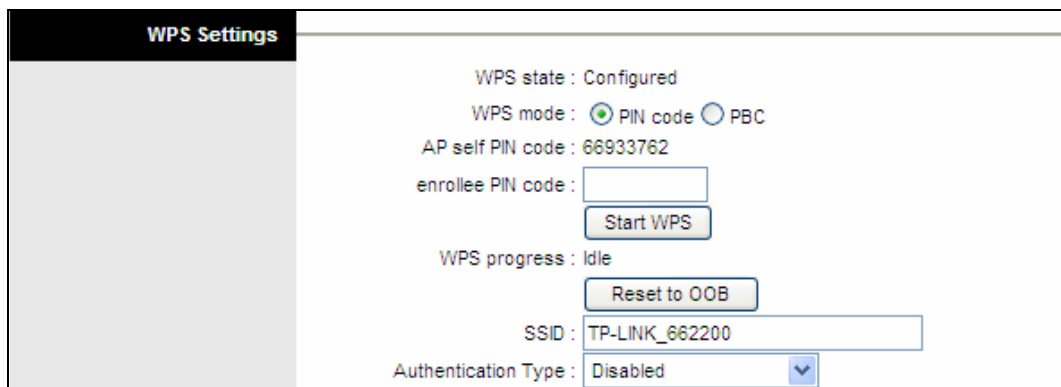 WPS Settings
WPS state : Configured
WPS mode : PIN code PBC
AP self PIN code : 66933762
enrollee PIN code :
Start WPS
WPS progress : Idle
Reset to OOB
SSID : TP-LINK_662200
Authentication Type : Disabled